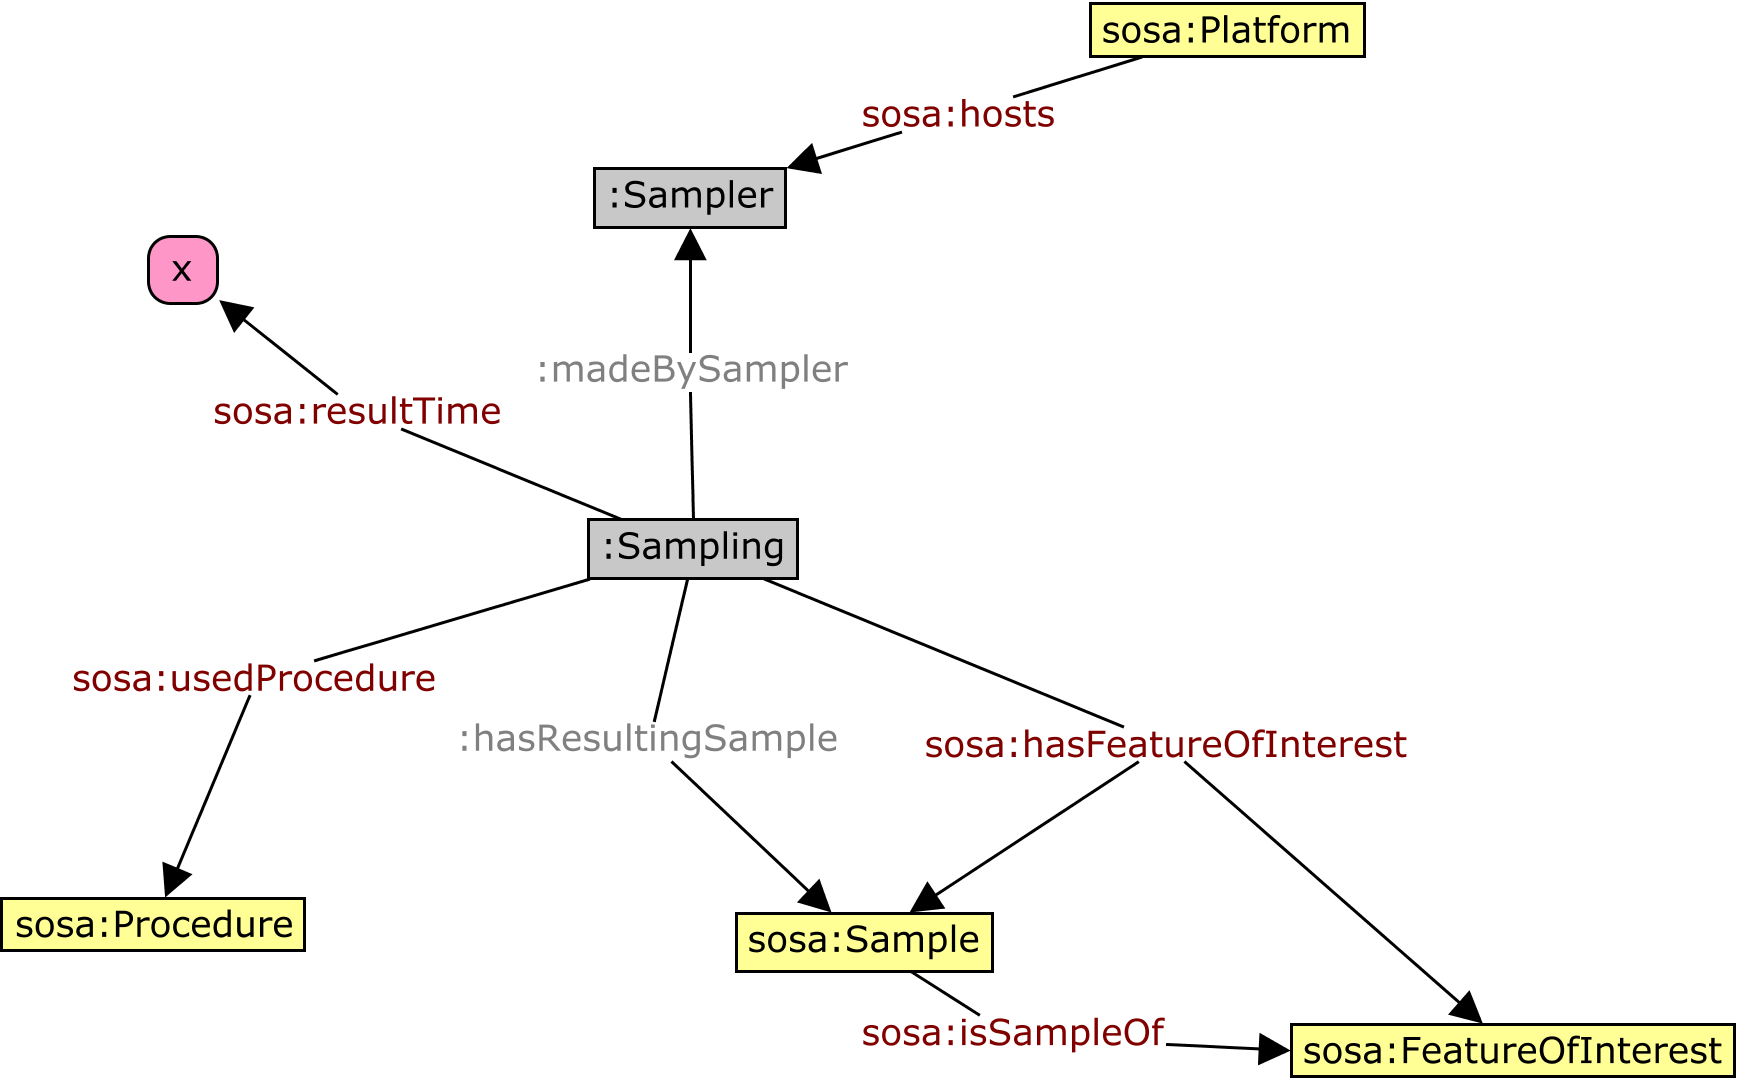 sosa:Platform
sosa:hosts
:Sampler
x
:madeBySampler
sosa:resultTime
:Sampling
sosa:usedProcedure
:hasResultingSample
sosa:hasFeatureOfInterest
sosa:Procedure
sosa:Sample
sosa:isSampleOf
sosa:FeatureOfInterest